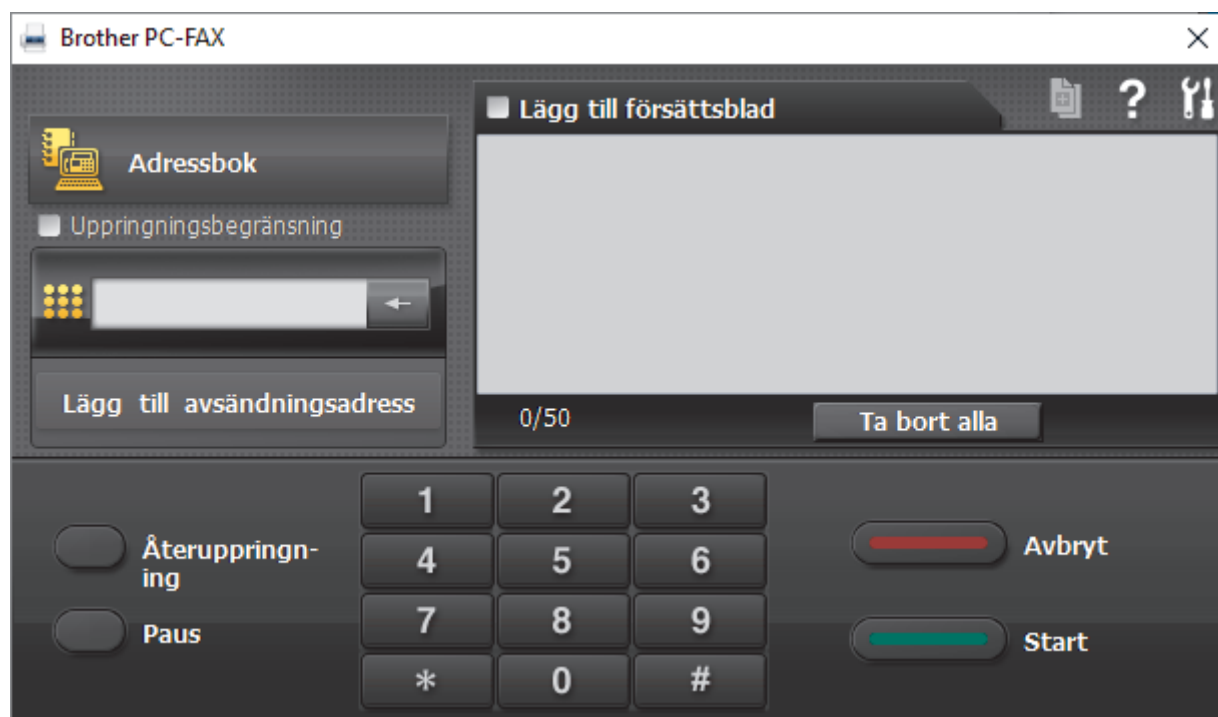 Brother PC-FAX
Lägg till försättsblad
?
Adressbok
Uppringningsbegränsning
Lägg till avsändningsadress
0/50
Ta bort alla
1 2 3
4 5 6
7 8 9
* 0 #
Återuppringn-
ing
Paus
Avbryt
Start